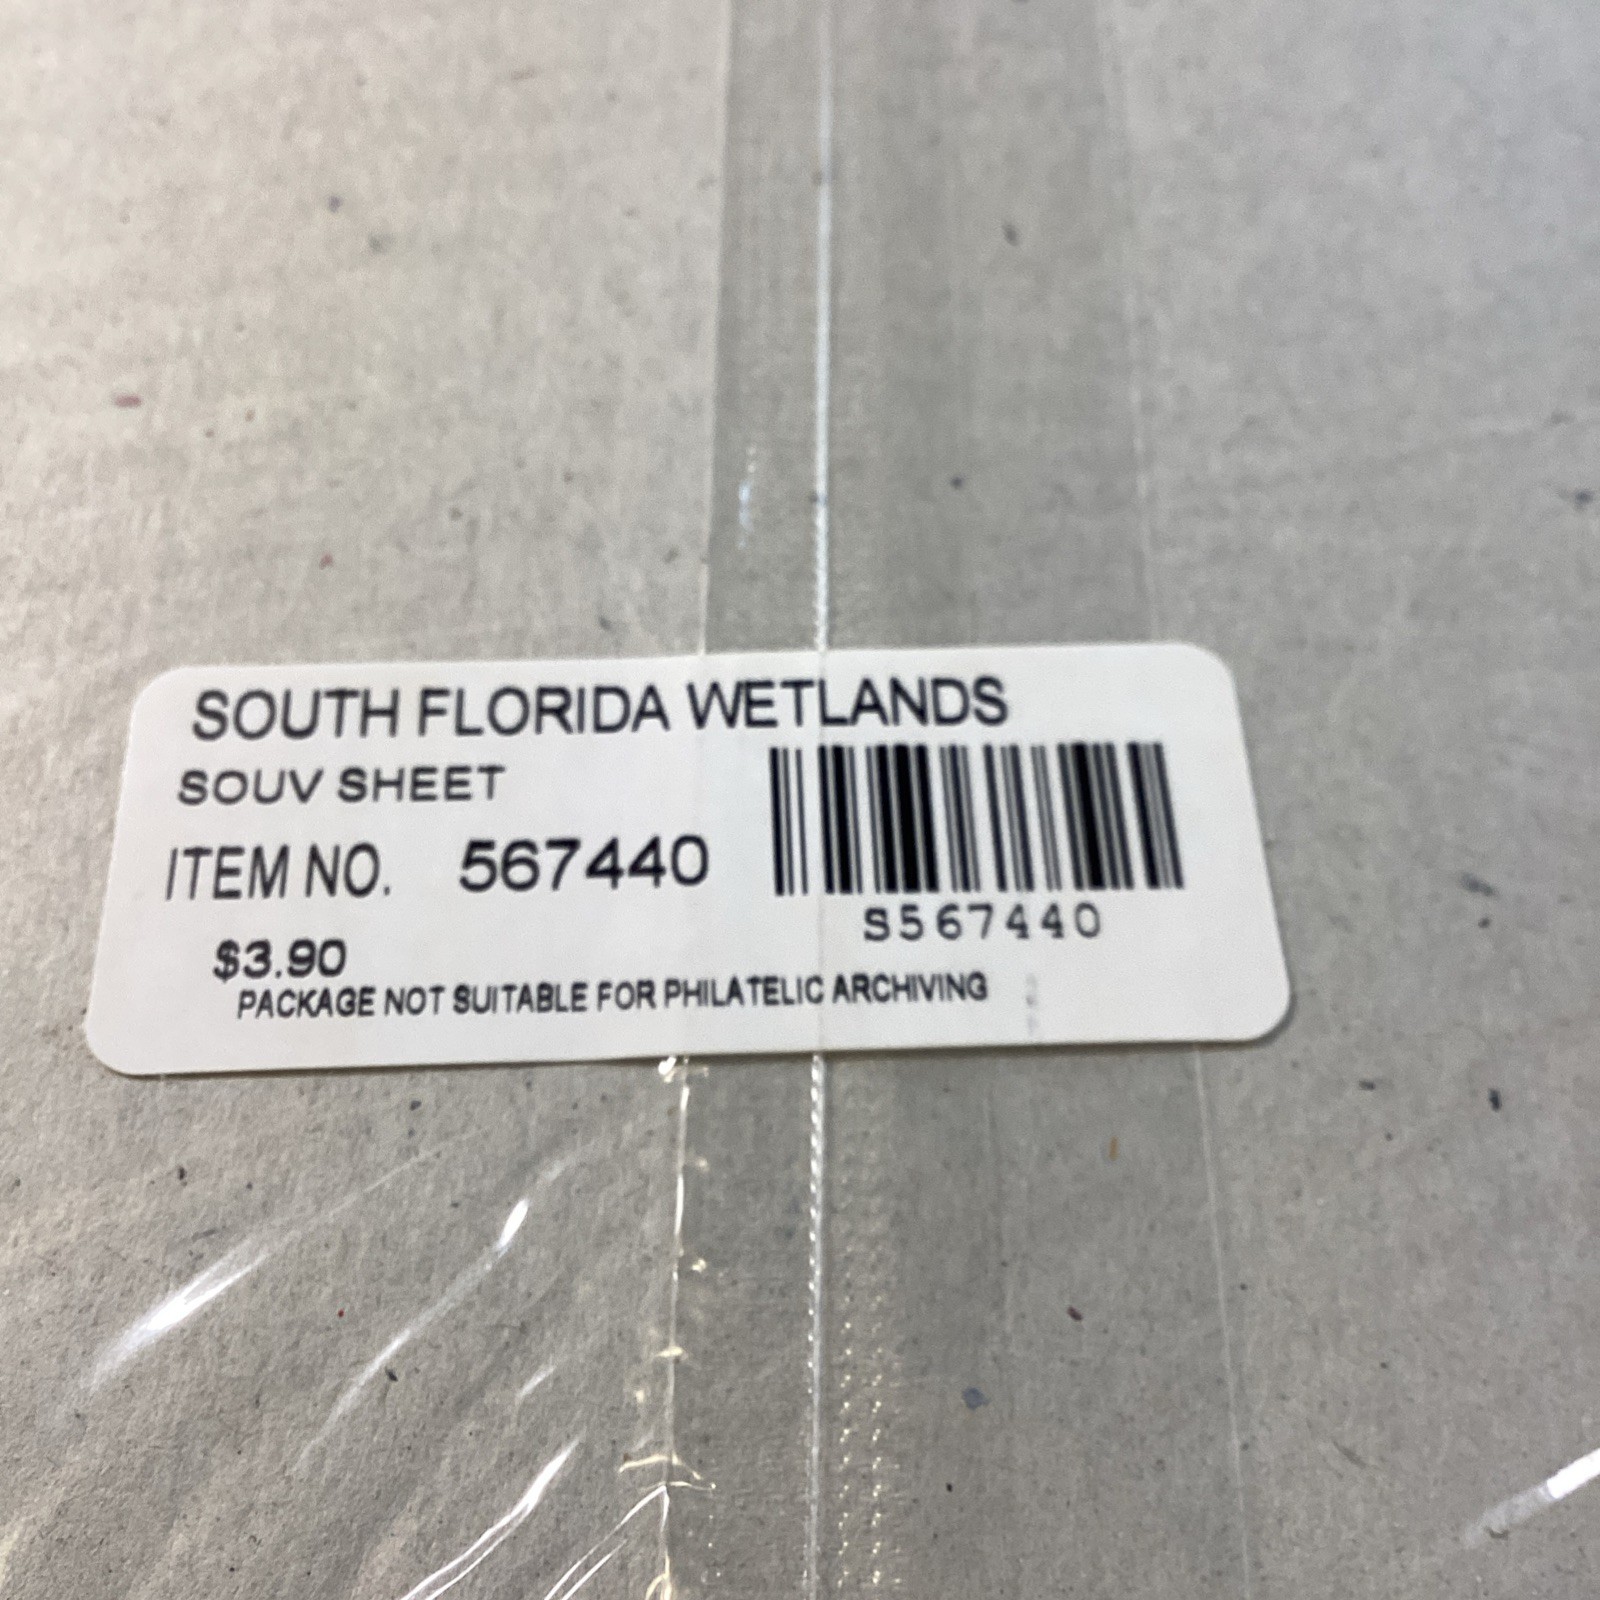 SOUTH FLORIDA WETLANDS
SOUV SHEET
ITEM NO. 567440
S567440
$3.90
PACKAGE NOT SUITABLE FOR PHILATELIC ARCHIVING